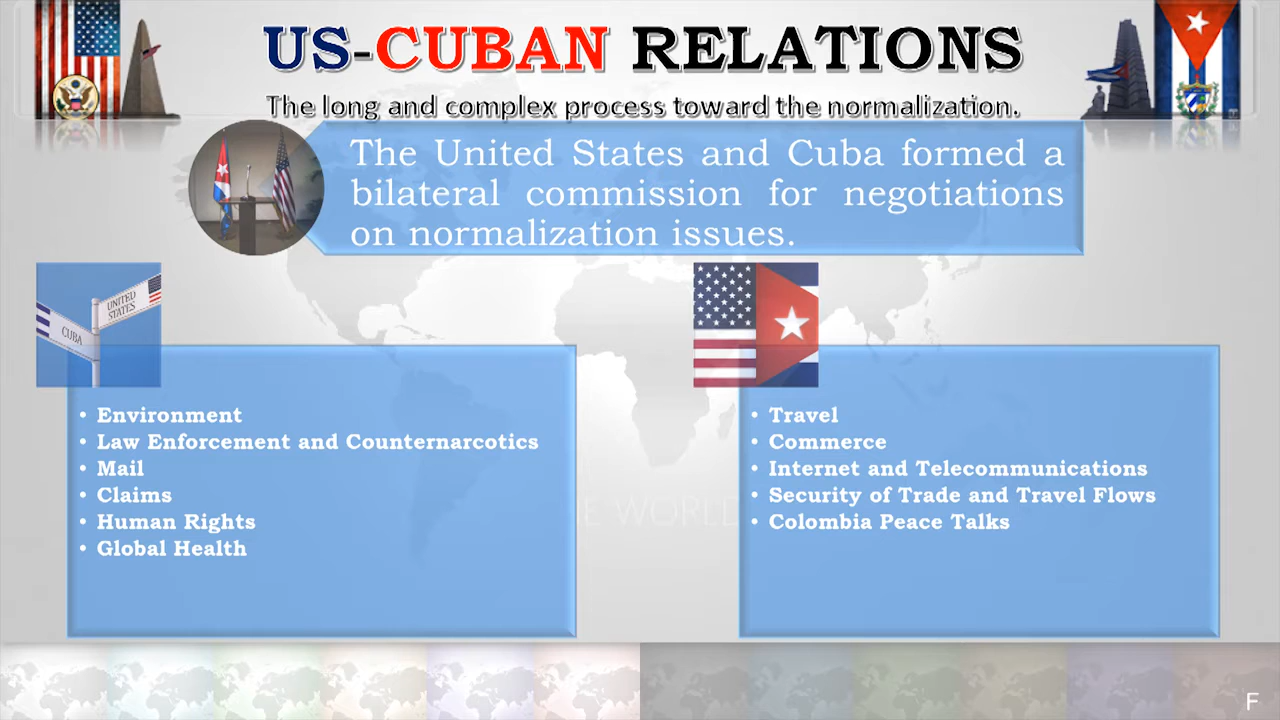 US-CUBAN RELATIONS
The long and complex process toward the normalization.
The United States and Cuba formed a
bilateral commission for negotiations
on normalization issues.
UNITED
STATES
CUBA
• Environment
• Law Enforcement and Counternarcotics
• Mail
• Claims
• Human Rights
• Global Health
• Travel
• Commerce
• Internet and Telecommunications
• Security of Trade and Travel Flows
• Colombia Peace Talks
E WORLD
F